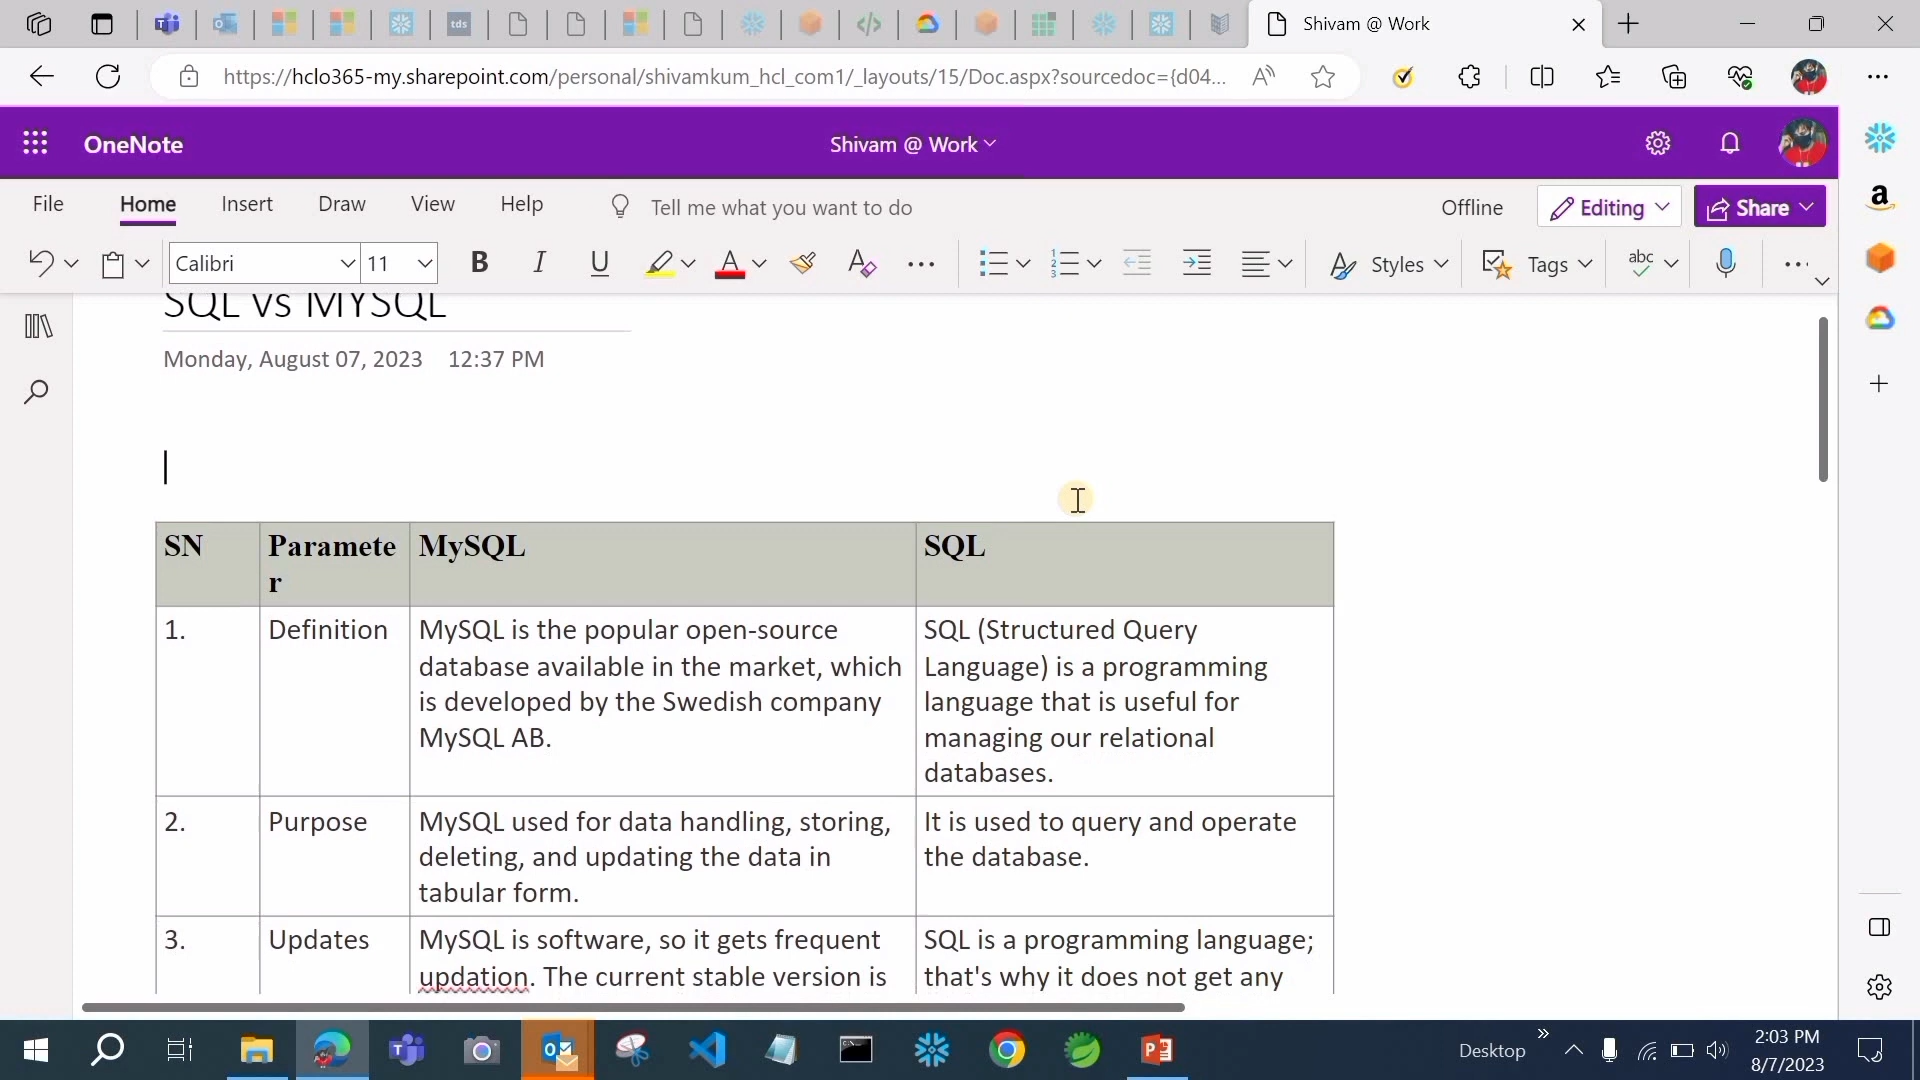 tds
Shivam @ Work
https://hclo365-my.sharepoint.com/personal/shivamkum_hcl_com1/_layouts/15/Doc.aspx?sourcedoc={d04...
OneNote
Shivam @ Work
File
Home
Insert
Draw
View
Help
Tell me what you want to do
Offline
Editing
Share
Calibri
11
B
I
U
A
A
Styles
Tags
abc
SQL vs MYSQL
Monday, August 07, 2023 12:37 PM
SN
Paramete
r
MySQL
SQL
1.
Definition
MySQL is the popular open-source
database available in the market, which
is developed by the Swedish company
MySQL AB.
SQL (Structured Query
Language) is a programming
language that is useful for
managing our relational
databases.
2.
Purpose
MySQL used for data handling, storing,
deleting, and updating the data in
tabular form.
It is used to query and operate
the database.
3.
Updates
MySQL is software, so it gets frequent
updation. The current stable version is
SQL is a programming language;
that's why it does not get any
Desktop
2:03 PM
8/7/2023